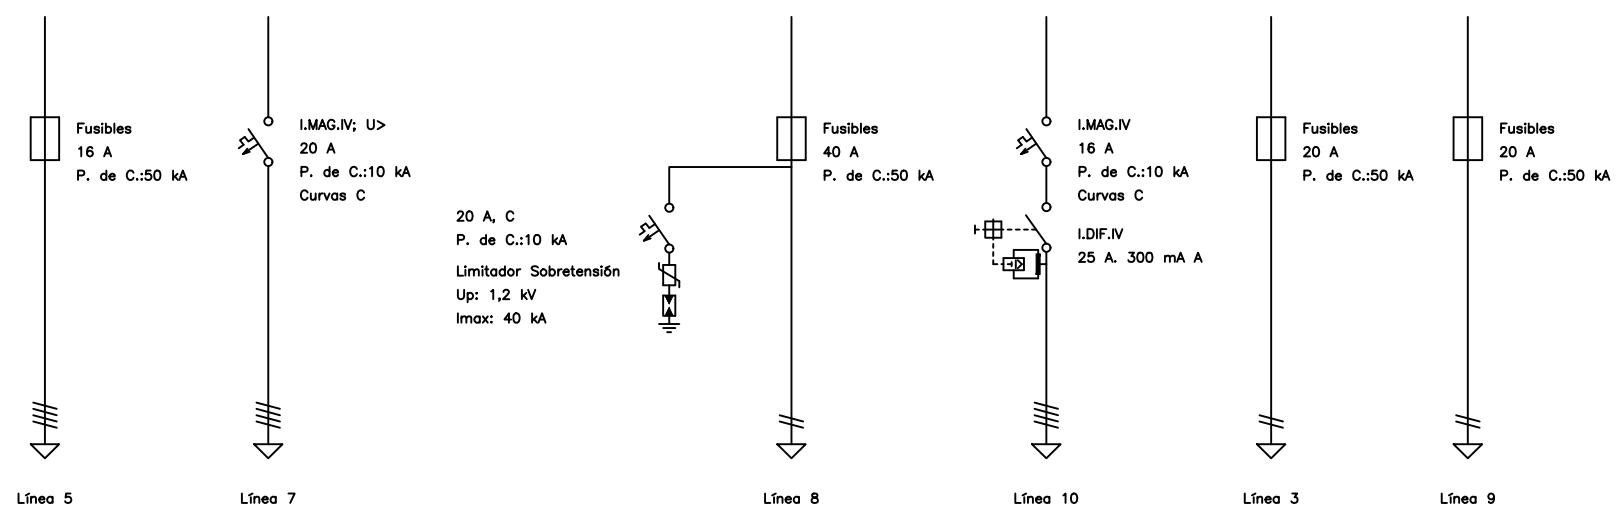 Fusibles
16 A
P. de C.:50 kA
I.MAG.IV; U>
20 A
P. de C.:10 kA
Curvas C
20 A, C
P. de C.:10 kA
Limitador Sobretensión
Up: 1,2 kV
Imax: 40 kA
Fusibles
40 A
P. de C.:50 kA
I.MAG.IV
16 A
P. de C.:10 kA
Curvas C
I.DIF.IV
25 A. 300 mA A
Fusibles
20 A
P. de C.:50 kA
Fusibles
20 A
P. de C.:50 kA
Línea 5
Línea 7
Línea 8
Línea 10
Línea 3
Línea 9